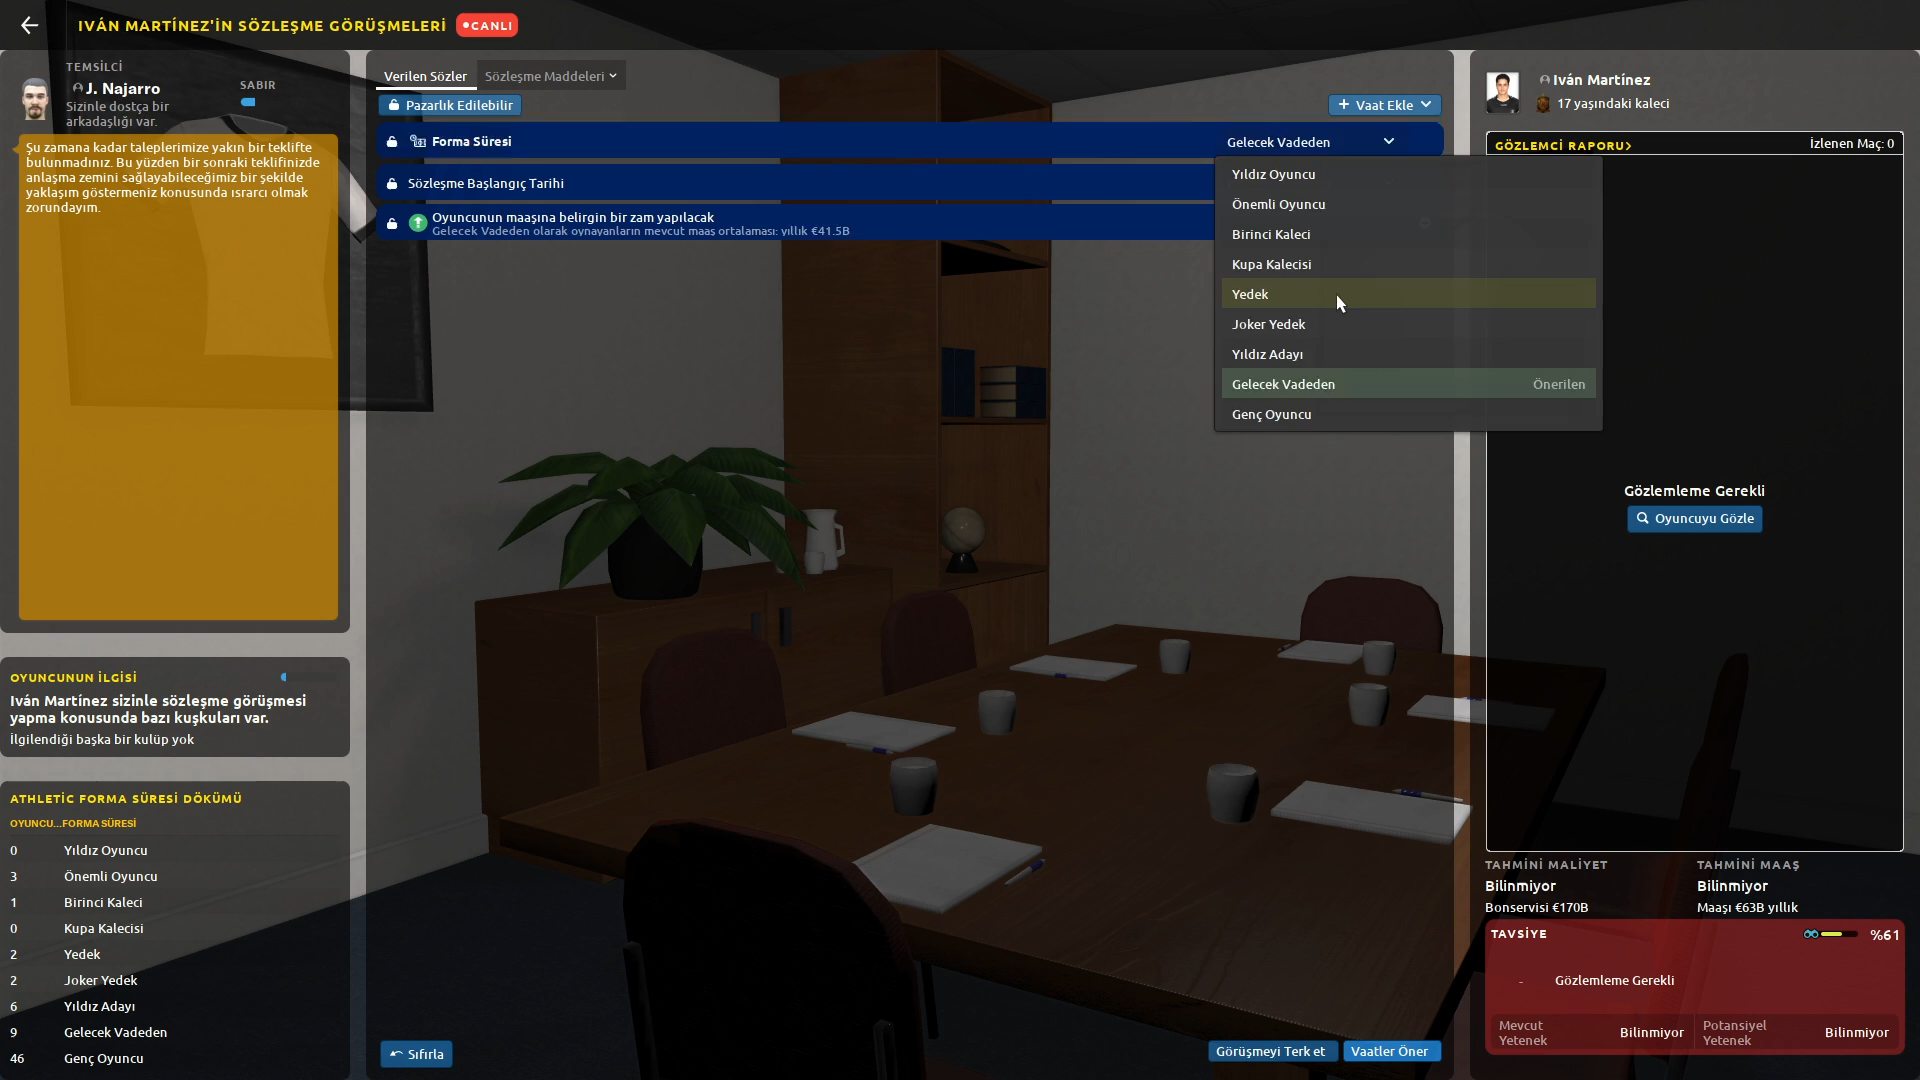 IVÁN MARTÍNEZ'İN SÖZLEŞME GÖRÜŞMELERİ
CANLI
TEMSİLCİ
J. Najarro
Sizinle dostça bir
arkadaşlığı var.
SABIR
Şu zamana kadar taleplerimize yakın bir teklifte
bulunmadınız. Bu yüzden bir sonraki teklifinizde
anlaşma zemini sağlayabileceğimiz bir şekilde
yaklaşım göstermeniz konusunda ısrarcı olmak
zorundayım.
OYUNCUNUN İLGİSİ
Iván Martínez sizinle sözleşme görüşmesi
yapma konusunda bazı kuşkuları var.
İlgilendiği başka bir kulüp yok
ATHLETIC FORMA SÜRESİ DÖKÜMÜ
OYUNCU...FORMA SÜRESİ
0 Yıldız Oyuncu
3 Önemli Oyuncu
1 Birinci Kaleci
0 Kupa Kalecisi
2 Yedek
2 Joker Yedek
6 Yıldız Adayı
9 Gelecek Vadeden
46 Genç Oyuncu
Verilen Sözler
Sözleşme Maddeleri
Pazarlık Edilebilir
+ Vaat Ekle
Forma Süresi
Gelecek Vadeden
Sözleşme Başlangıç Tarihi
Oyuncunun maaşına belirgin bir zam yapılacak
Gelecek Vadeden olarak oynayanların mevcut maaş ortalaması: yıllık €41.5B
Yıldız Oyuncu
Önemli Oyuncu
Birinci Kaleci
Kupa Kalecisi
Yedek
Joker Yedek
Yıldız Adayı
Gelecek Vadeden Önerilen
Genç Oyuncu
Sıfırla
Görüşmeyi Terk et
Vaatler Öner
Iván Martínez
17 yaşındaki kaleci
GÖZLEMCİ RAPORU>
İzlenen Maç: 0
Gözlemleme Gerekli
Oyuncuyu Gözle
TAHMİNİ MALİYET
Bilinmiyor
Bonservisi €170B
TAHMİNİ MAAŞ
Bilinmiyor
Maaşı €63B yıllık
TAVSİYE
%61
- Gözlemleme Gerekli
Mevcut
Yetenek
Bilinmiyor
Potansiyel
Yetenek
Bilinmiyor